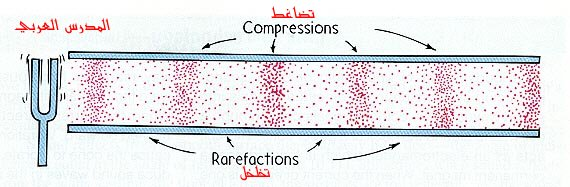 تضاغط
المدرس العربي
Compressions
Rarefactions
تخلخل